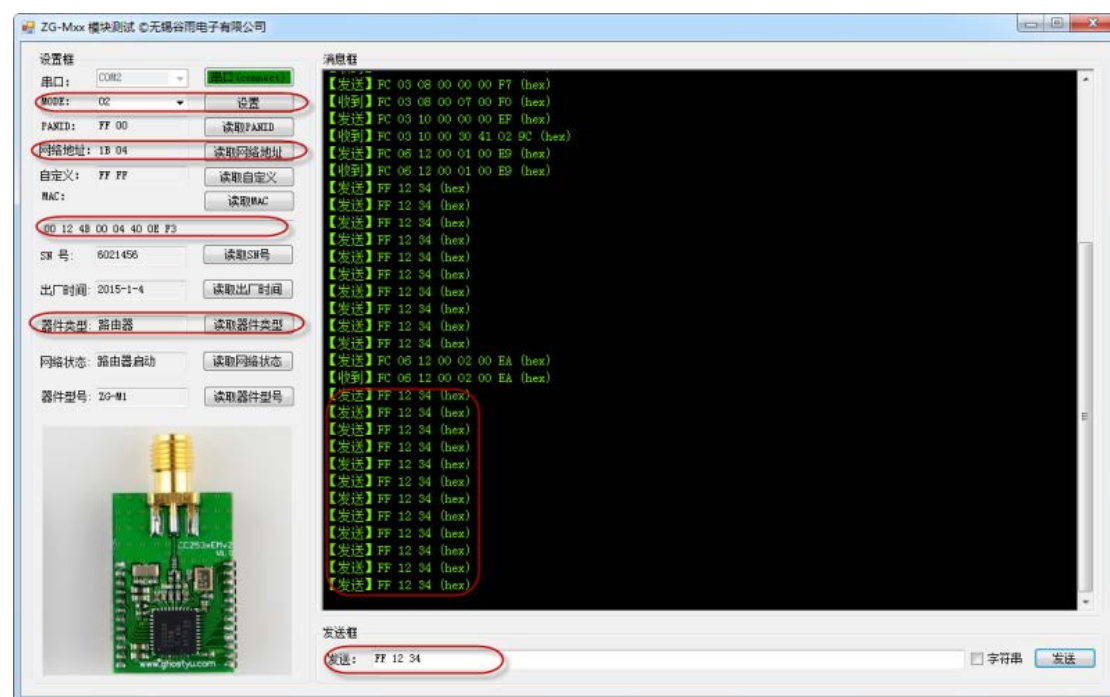 ZG-Mxx 模块测试 ©无锡谷雨电子有限公司
设置框
串口: COM2 串口(connect)
MODE: 02 设置
PANID: FF 00 读取PANID
网络地址: 1B 04 读取网络地址
自定义: FF FF 读取自定义
MAC: 读取MAC
00 12 4B 00 04 40 0E F3
SN 号: 6021456 读取SN号
出厂时间: 2015-1-4 读取出厂时间
器件类型: 路由器 读取器件类型
网络状态: 路由器启动 读取网络状态
器件型号: ZG-M1 读取器件型号
CC253xEMv2
V1.
www.ghostyu.com
消息框
【发送】FC 03 08 00 00 00 F7 (hex)
【收到】FC 03 08 00 07 00 F0 (hex)
【发送】FC 03 10 00 00 00 EF (hex)
【收到】FC 03 10 00 30 41 02 9C (hex)
【发送】FC 06 12 00 01 00 E9 (hex)
【收到】FC 06 12 00 01 00 E9 (hex)
【发送】FF 12 34 (hex)
【发送】FF 12 34 (hex)
【发送】FF 12 34 (hex)
【发送】FF 12 34 (hex)
【发送】FF 12 34 (hex)
【发送】FF 12 34 (hex)
【发送】FF 12 34 (hex)
【发送】FF 12 34 (hex)
【发送】FF 12 34 (hex)
【发送】FF 12 34 (hex)
【发送】FC 06 12 00 02 00 EA (hex)
【收到】FC 06 12 00 02 00 EA (hex)
【发送】FF 12 34 (hex)
【发送】FF 12 34 (hex)
【发送】FF 12 34 (hex)
【发送】FF 12 34 (hex)
【发送】FF 12 34 (hex)
【发送】FF 12 34 (hex)
【发送】FF 12 34 (hex)
【发送】FF 12 34 (hex)
【发送】FF 12 34 (hex)
【发送】FF 12 34 (hex)
【发送】FF 12 34 (hex)
【发送】FF 12 34 (hex)
发送框
发送: FF 12 34 字符串 发送